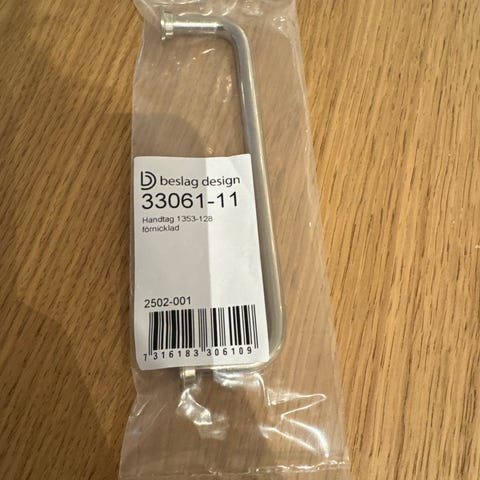 beslag design
33061-11
Handtag 1353-128
förnicklad
2502-001
7 316183 306109